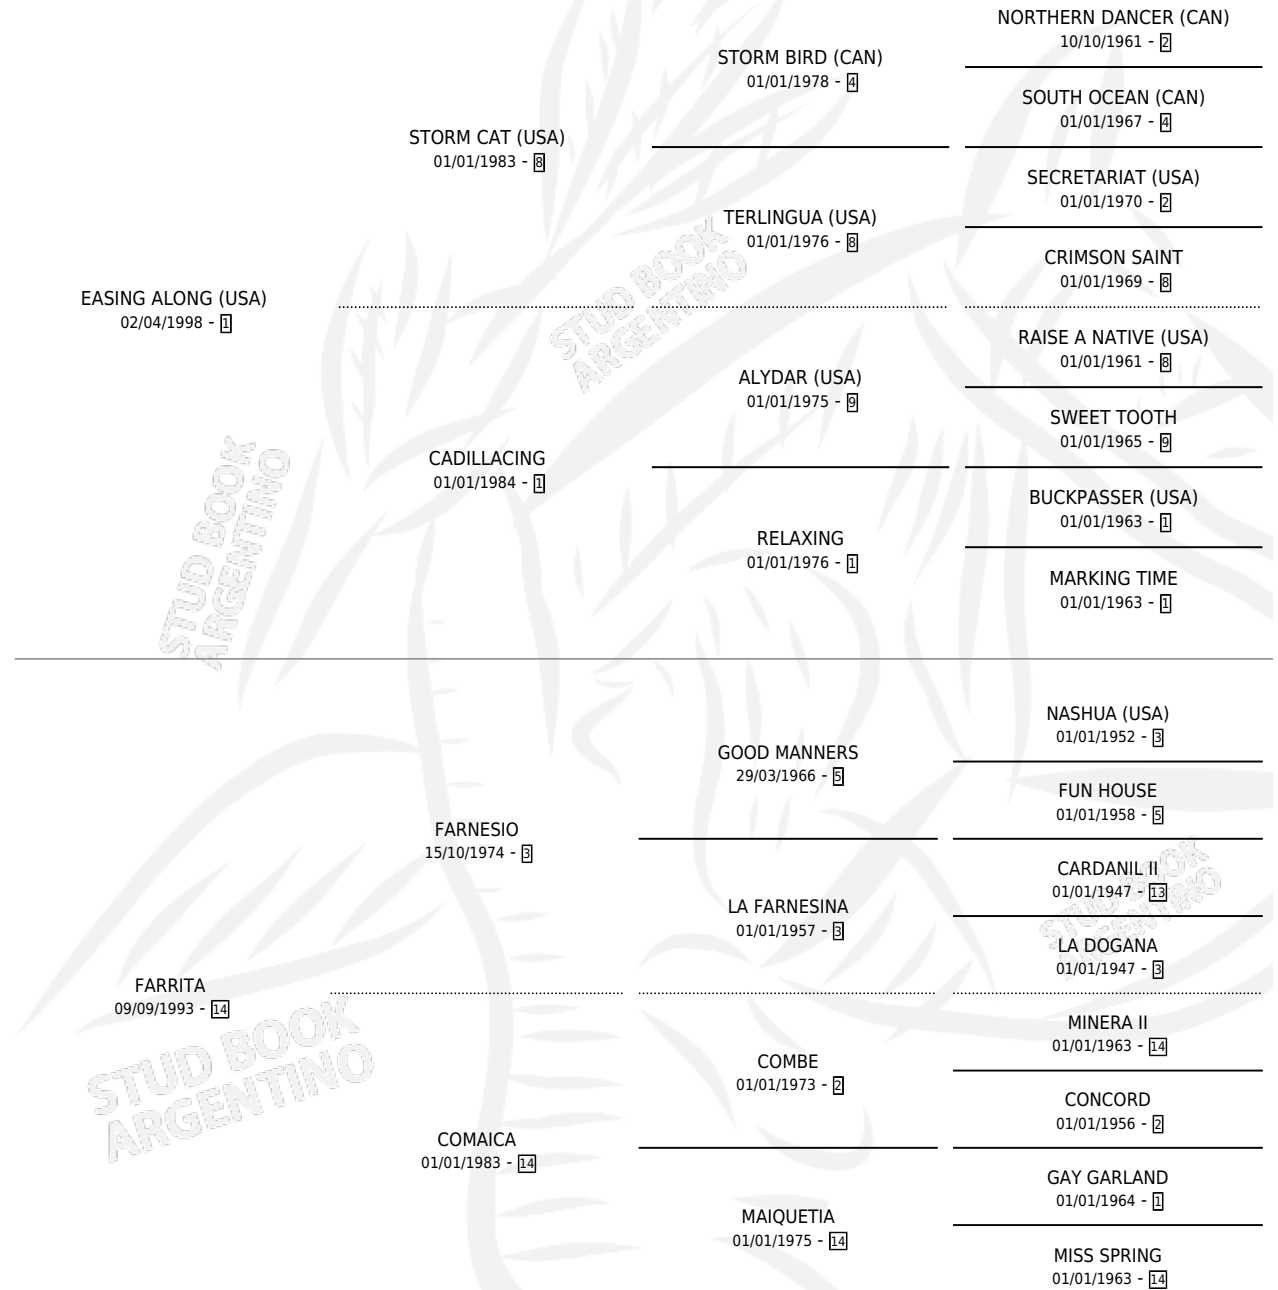 NORTHERN DANCER (CAN)
10/10/1961 - 2
STORM BIRD (CAN)
01/01/1978 - 4
SOUTH OCEAN (CAN)
01/01/1967 - 4
STORM CAT (USA)
01/01/1983 - 8
SECRETARIAT (USA)
01/01/1970 - 2
TERLINGUA (USA)
01/01/1976 - 8
CRIMSON SAINT
01/01/1969 - 8
EASING ALONG (USA)
02/04/1998 - 1
RAISE A NATIVE (USA)
01/01/1961 - 8
ALYDAR (USA)
01/01/1975 - 9
SWEET TOOTH
01/01/1965 - 9
CADILLACING
01/01/1984 - 1
BUCKPASSER (USA)
01/01/1963 - 1
RELAXING
01/01/1976 - 1
MARKING TIME
01/01/1963 - 1
NASHUA (USA)
01/01/1952 - 3
GOOD MANNERS
29/03/1966 - 5
FUN HOUSE
01/01/1958 - 5
FARNESIO
15/10/1974 - 3
CARDANIL II
01/01/1947 - 13
LA FARNESINA
01/01/1957 - 3
LA DOGANA
01/01/1947 - 3
FARRITA
09/09/1993 - 14
MINERA II
01/01/1963 - 14
COMBE
01/01/1973 - 2
CONCORD
01/01/1956 - 2
COMAICA
01/01/1983 - 14
GAY GARLAND
01/01/1964 - 1
MAIQUETIA
01/01/1975 - 14
MISS SPRING
01/01/1963 - 14
STUD BOOK
ARGENTINO
STUD BOOK
ARGENTINO
STUD BOOK
ARGENTINO
STUD BOOK
ARGENTINO